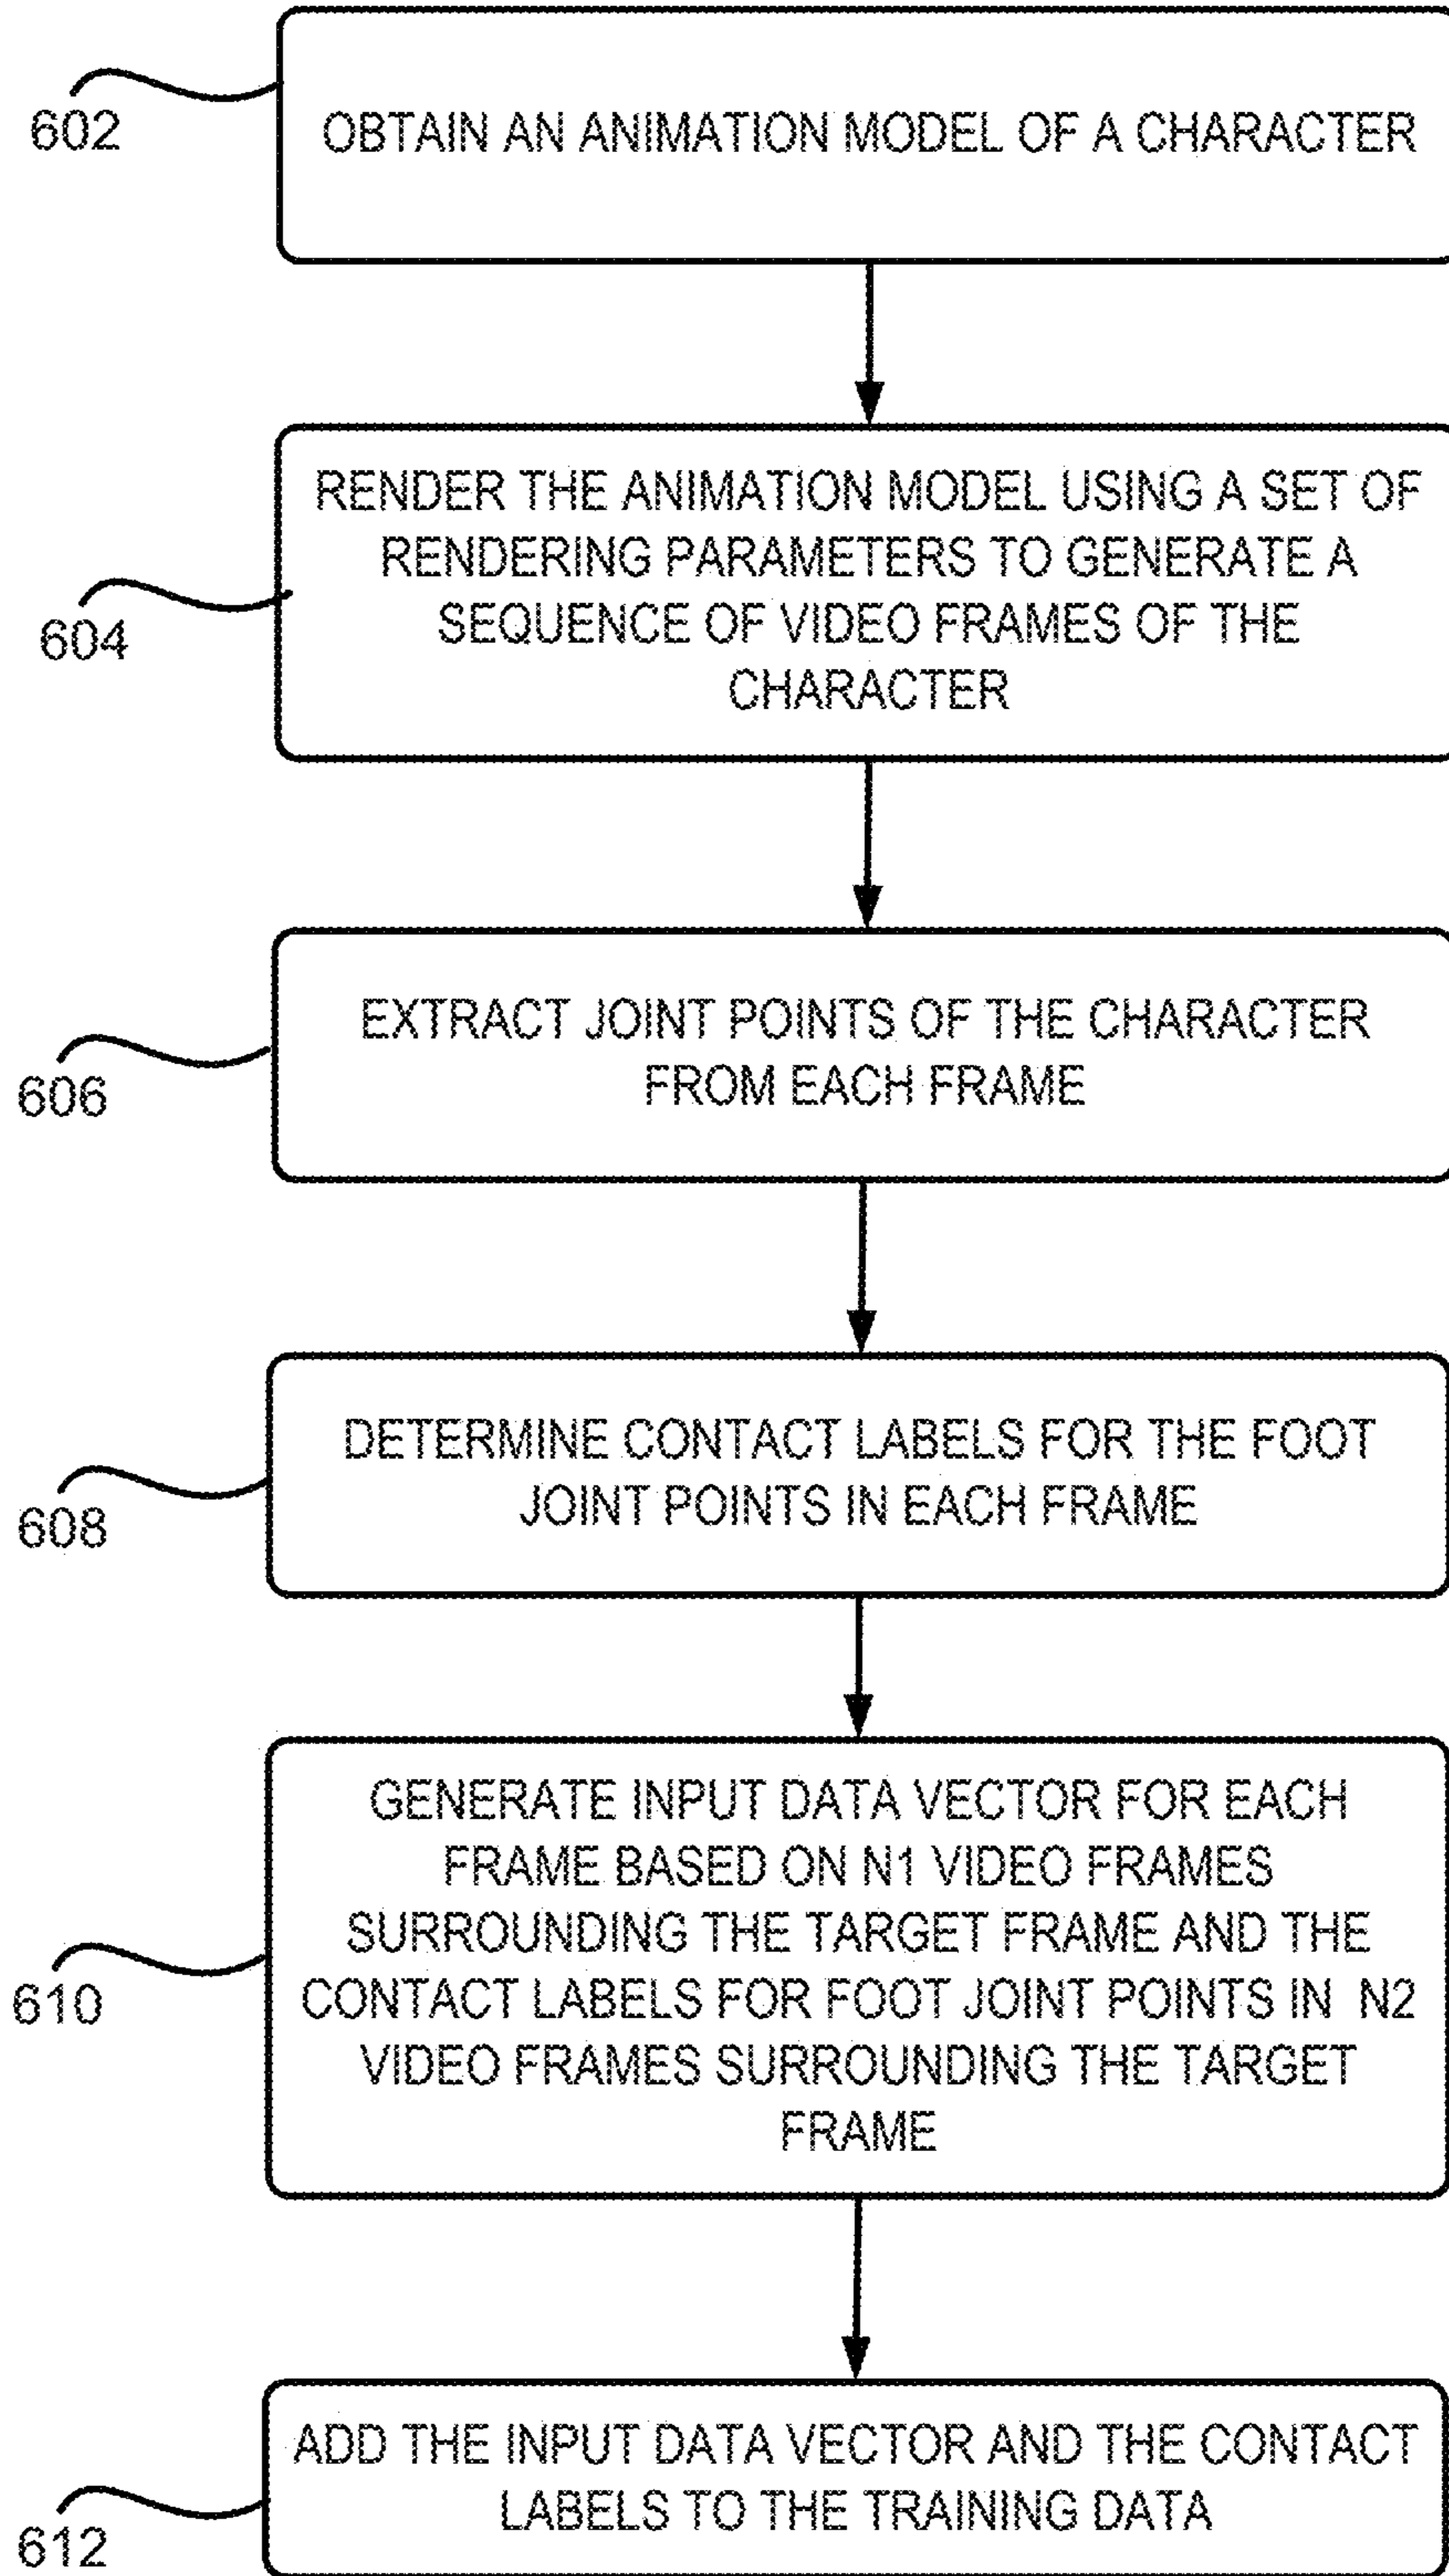 602
OBTAIN AN ANIMATION MODEL OF A CHARACTER
RENDER THE ANIMATION MODEL USING A SET OF
RENDERING PARAMETERS TO GENERATE A
SEQUENCE OF VIDEO FRAMES OF THE
CHARACTER
604
EXTRACT JOINT POINTS OF THE CHARACTER
FROM EACH FRAME
606
DETERMINE CONTACT LABELS FOR THE FOOT
JOINT POINTS IN EACH FRAME
608
GENERATE INPUT DATA VECTOR FOR EACH
FRAME BASED ON N1 VIDEO FRAMES
SURROUNDING THE TARGET FRAME AND THE
CONTACT LABELS FOR FOOT JOINT POINTS IN N2
VIDEO FRAMES SURROUNDING THE TARGET
FRAME
610
ADD THE INPUT DATA VECTOR AND THE CONTACT
LABELS TO THE TRAINING DATA
612